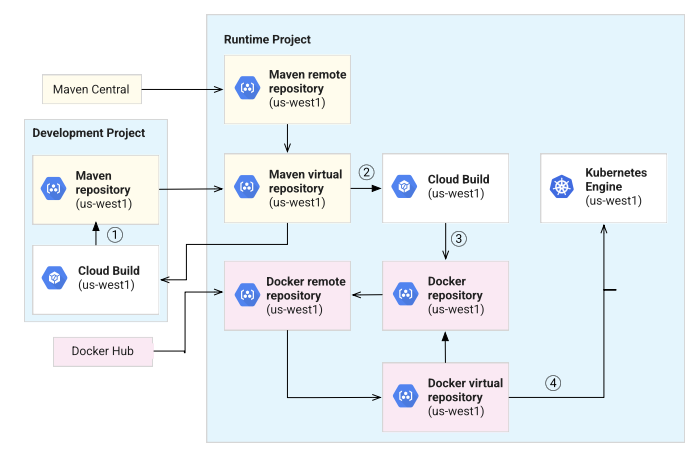 Runtime Project
Maven remote
repository
(us-west1)
Maven Central
Development Project
Maven
repository
(us-west1)
Maven virtual
repository
(us-west1)
2
Cloud Build
(us-west1)
Kubernetes
Engine
(us-west1)
1
3
Cloud Build
(us-west1)
Docker remote
repository
(us-west1)
Docker
repository
(us-west1)
Docker Hub
Docker virtual
repository
(us-west1)
4